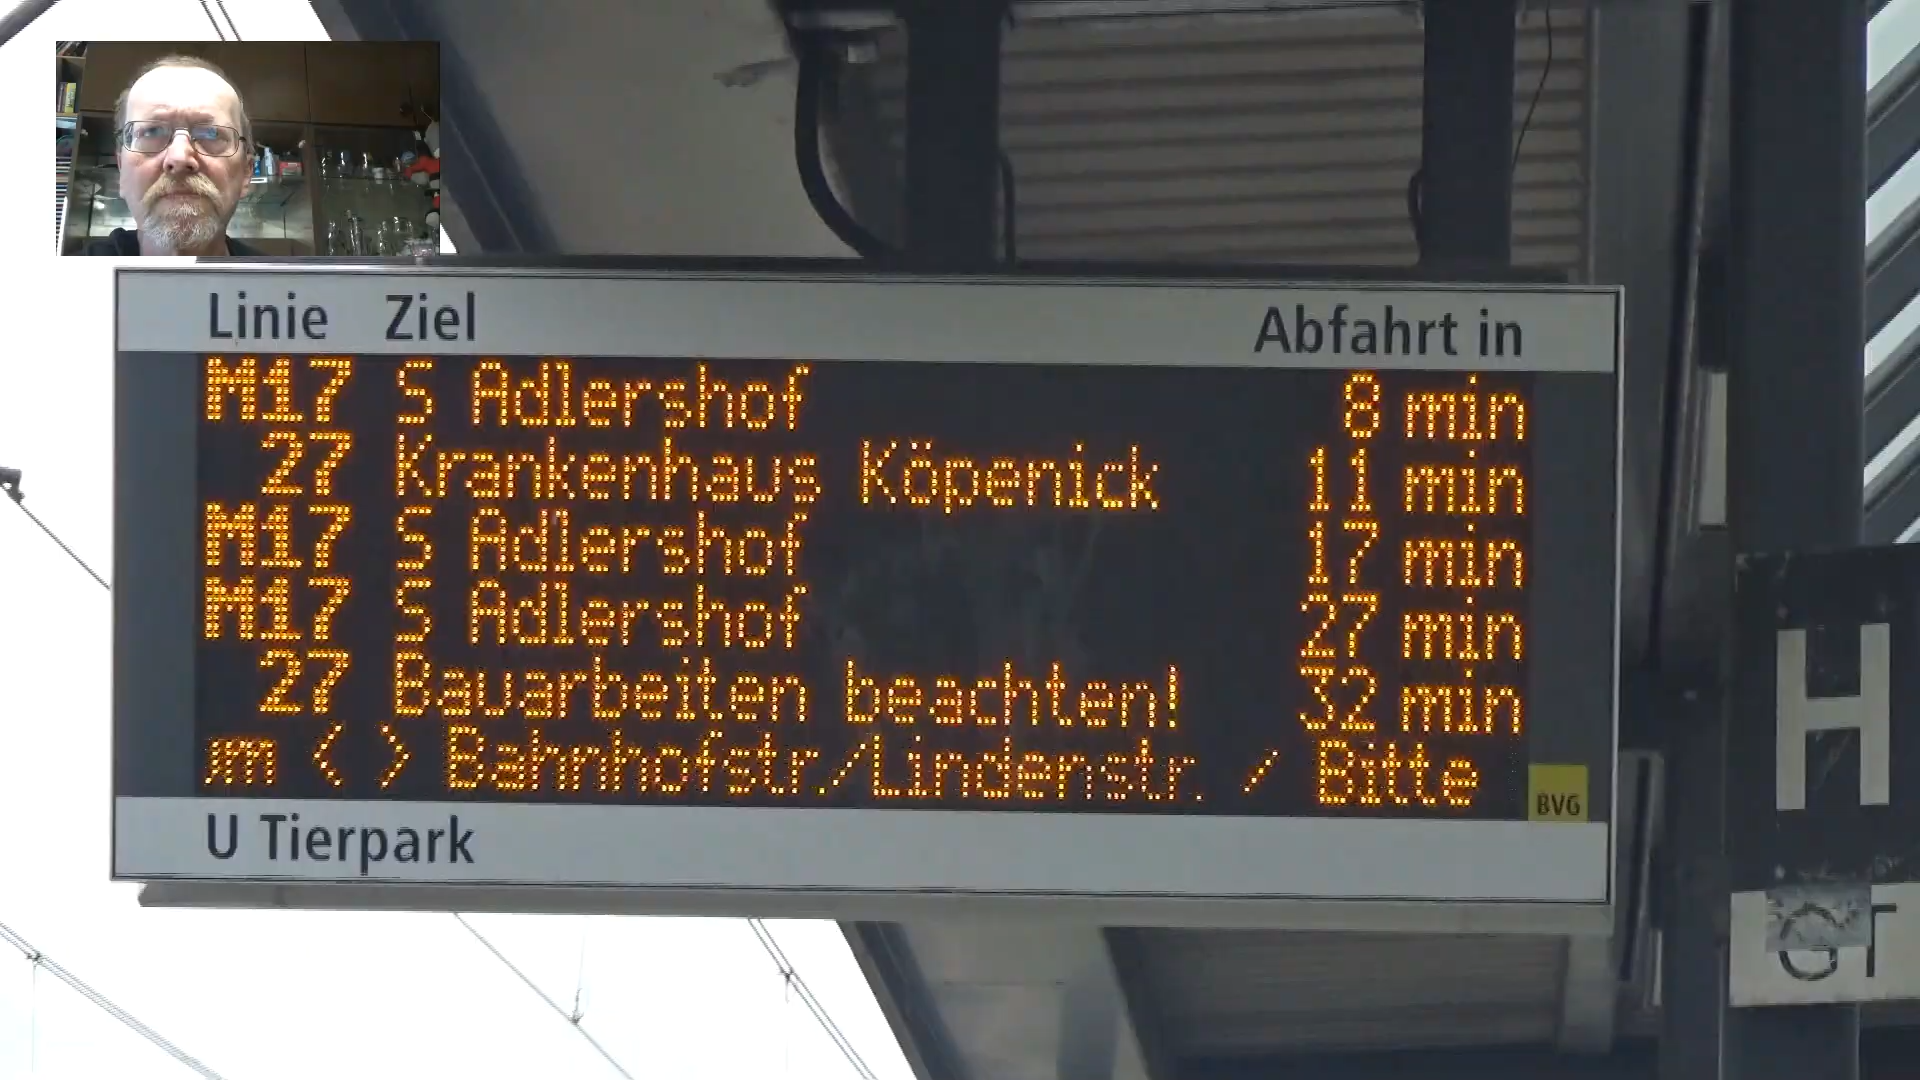 Linie Ziel Abfahrt in
M17 S Adlershof 8 min
27 Krankenhaus Köpenick 11 min
M17 S Adlershof 17 min
M17 S Adlershof 27 min
27 Bauarbeiten beachten! 32 min
m < > Bahnhofstr./Lindenstr. / Bitte
BVG
U Tierpark
H